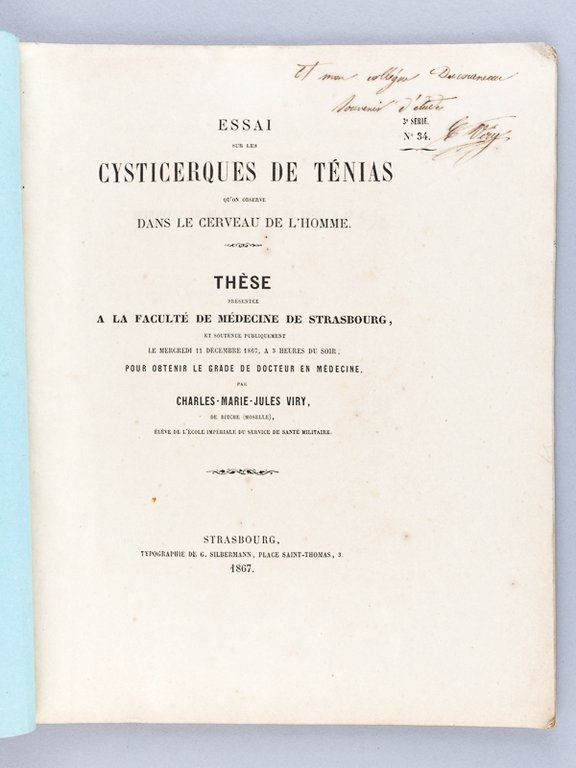 A mon collègue
souvenir d'étude
C. Viry
3e SÉRIE.
No 34.
ESSAI
SUR LES
CYSTICERQUES DE TÉNIAS
QU'ON OBSERVE
DANS LE CERVEAU DE L'HOMME.
THÈSE
PRÉSENTÉE
A LA FACULTÉ DE MÉDECINE DE STRASBOURG,
ET SOUTENUE PUBLIQUEMENT
LE MERCREDI 11 DÉCEMBRE 1867, A 3 HEURES DU SOIR,
POUR OBTENIR LE GRADE DE DOCTEUR EN MÉDECINE,
PAR
CHARLES-MARIE-JULES VIRY,
DE BITCHE (MOSELLE),
ÉLÈVE DE L'ÉCOLE IMPÉRIALE DU SERVICE DE SANTÉ MILITAIRE.
STRASBOURG,
TYPOGRAPHIE DE G. SILBERMANN, PLACE SAINT-THOMAS, 3.
1867.